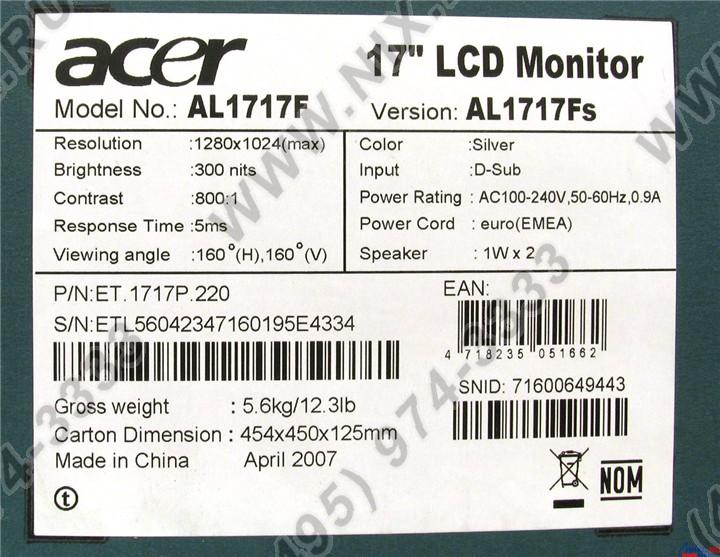 acer
17" LCD Monitor
Model No.: AL1717F
Version: AL1717Fs
Resolution :1280x1024(max)
Brightness :300 nits
Contrast :800:1
Response Time :5ms
Viewing angle :160°(H),160°(V)
Color :Silver
Input :D-Sub
Power Rating : AC100-240V,50-60Hz,0.9A
Power Cord : euro(EMEA)
Speaker : 1W x 2
P/N:ET.1717P.220
S/N:ETL56042347160195E4334
EAN:
4 718235 051662
SNID: 71600649443
Gross weight : 5.6kg/12.3lb
Carton Dimension : 454x450x125mm
Made in China April 2007
t
NOM
WWW.NIX.RU
(495) 974-3333